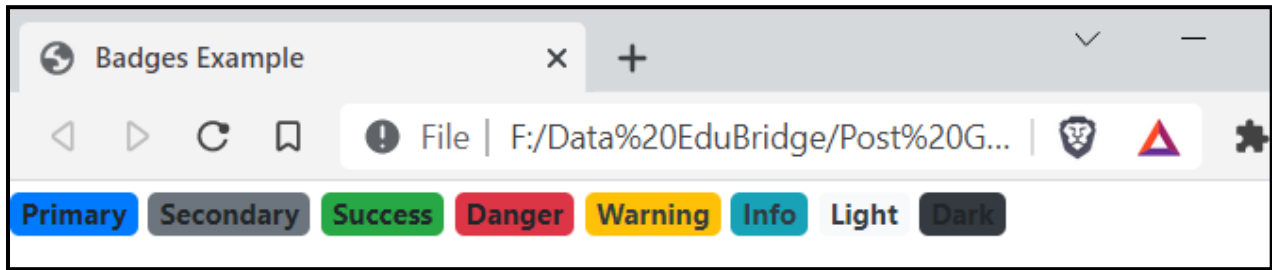 Badges Example
File | F:/Data%20EduBridge/Post%20G...
Primary Secondary Success Danger Warning Info Light Dark